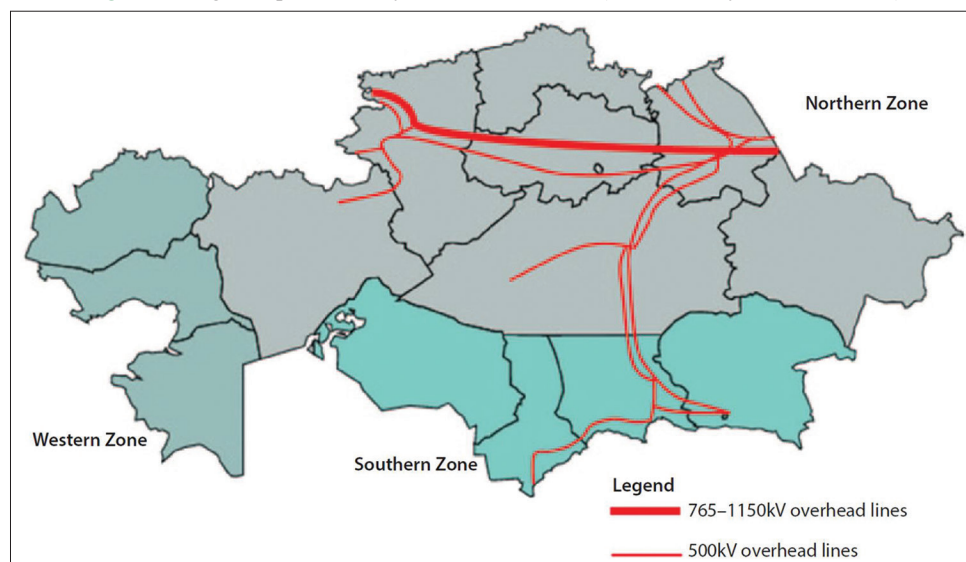 Northern Zone
Western Zone
Southern Zone
Legend
765–1150kV overhead lines
500kV overhead lines